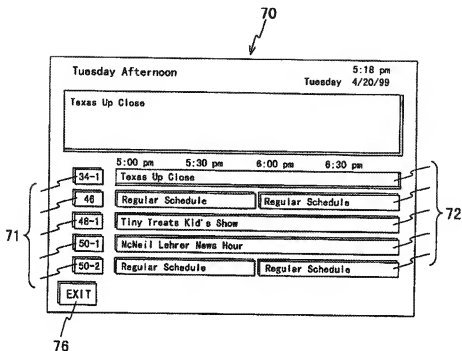 70
Tuesday Afternoon 5:18 pm
Tuesday 4/20/99
Texas Up Close
5:00 pm 5:30 pm 6:00 pm 6:30 pm
34-1 Texas Up Close
46 Regular Schedule Regular Schedule
46-1 Tiny Treats Kid's Show
50-1 McNeil Lehrer News Hour
50-2 Regular Schedule Regular Schedule
71
72
EXIT
76